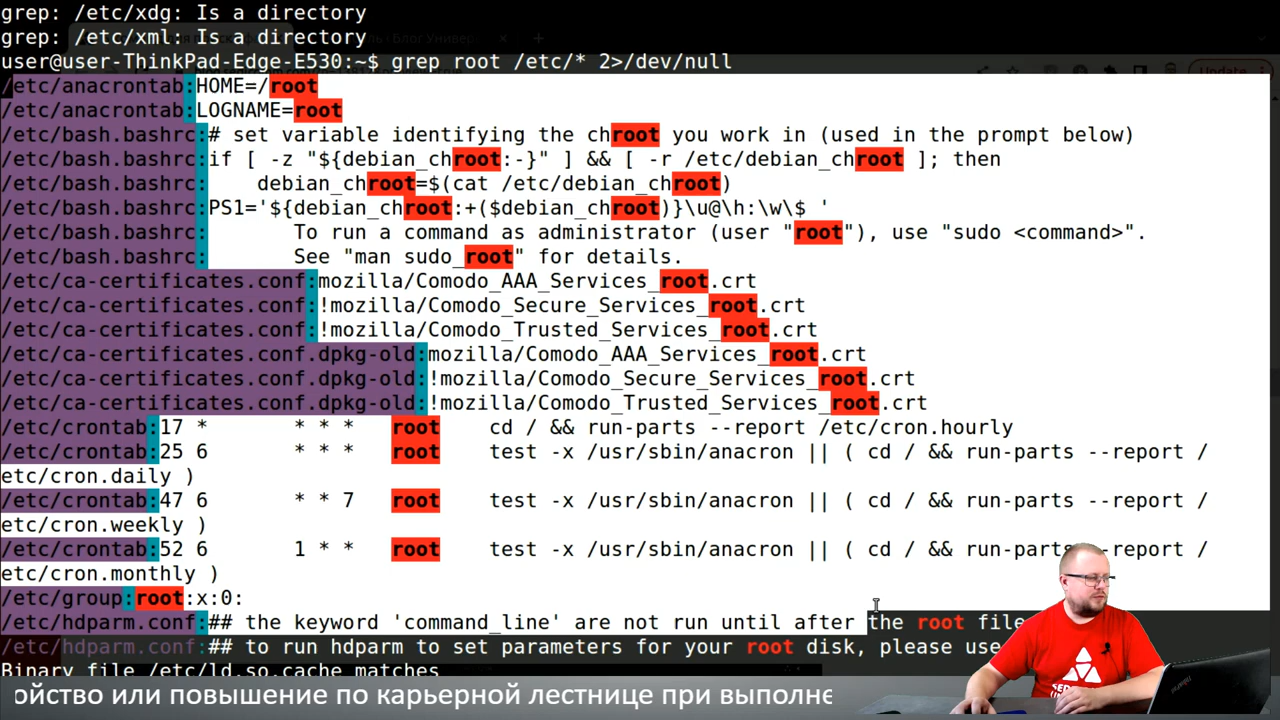 grep: /etc/xdg: Is a directory
grep: /etc/xml: Is a directory
user@user-ThinkPad-Edge-E530:~$ grep root /etc/* 2>/dev/null
/etc/anacrontab:HOME=/root
/etc/anacrontab:LOGNAME=root
/etc/bash.bashrc:# set variable identifying the chroot you work in (used in the prompt below)
/etc/bash.bashrc:if [ -z "${debian_chroot:-}" ] && [ -r /etc/debian_chroot ]; then
/etc/bash.bashrc:    debian_chroot=$(cat /etc/debian_chroot)
/etc/bash.bashrc:PS1='${debian_chroot:+($debian_chroot)}\u@\h:\w\$ '
/etc/bash.bashrc:       To run a command as administrator (user "root"), use "sudo <command>".
/etc/bash.bashrc:       See "man sudo_root" for details.
/etc/ca-certificates.conf:mozilla/Comodo_AAA_Services_root.crt
/etc/ca-certificates.conf:!mozilla/Comodo_Secure_Services_root.crt
/etc/ca-certificates.conf:!mozilla/Comodo_Trusted_Services_root.crt
/etc/ca-certificates.conf.dpkg-old:mozilla/Comodo_AAA_Services_root.crt
/etc/ca-certificates.conf.dpkg-old:!mozilla/Comodo_Secure_Services_root.crt
/etc/ca-certificates.conf.dpkg-old:!mozilla/Comodo_Trusted_Services_root.crt
/etc/crontab:17 *       * * *   root    cd / && run-parts --report /etc/cron.hourly
/etc/crontab:25 6       * * *   root    test -x /usr/sbin/anacron || ( cd / && run-parts --report /
etc/cron.daily )
/etc/crontab:47 6       * * 7   root    test -x /usr/sbin/anacron || ( cd / && run-parts --report /
etc/cron.weekly )
/etc/crontab:52 6       1 * *   root    test -x /usr/sbin/anacron || ( cd / && run-parts --report /
etc/cron.monthly )
/etc/group:root:x:0:
/etc/hdparm.conf:## the keyword 'command_line' are not run until after the root file
/etc/hdparm.conf:## to run hdparm to set parameters for your root disk, please use
Binary file /etc/ld.so.cache matches
ойство или повышение по карьерной лестнице при выполне